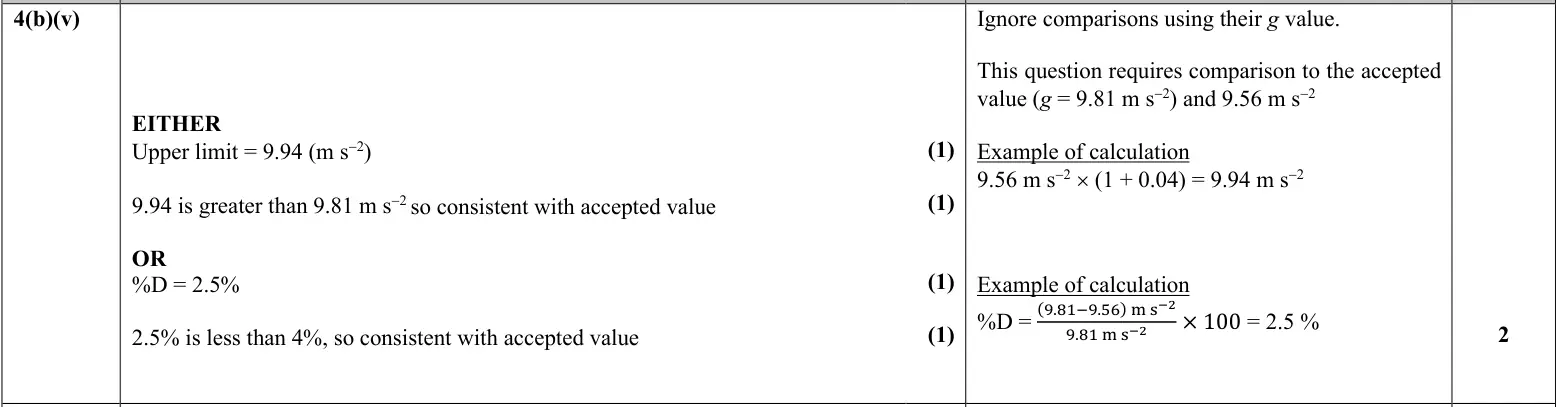 4(b)(v)
Ignore comparisons using their g value.
This question requires comparison to the accepted
value (g = 9.81 m s⁻²) and 9.56 m s⁻²
EITHER
Upper limit = 9.94 (m s⁻²) (1)
Example of calculation
9.56 m s⁻² × (1 + 0.04) = 9.94 m s⁻²
9.94 is greater than 9.81 m s⁻² so consistent with accepted value (1)
OR
%D = 2.5% (1)
Example of calculation
%D = (9.81−9.56) m s⁻² / 9.81 m s⁻² × 100 = 2.5 %
2.5% is less than 4%, so consistent with accepted value (1)
2